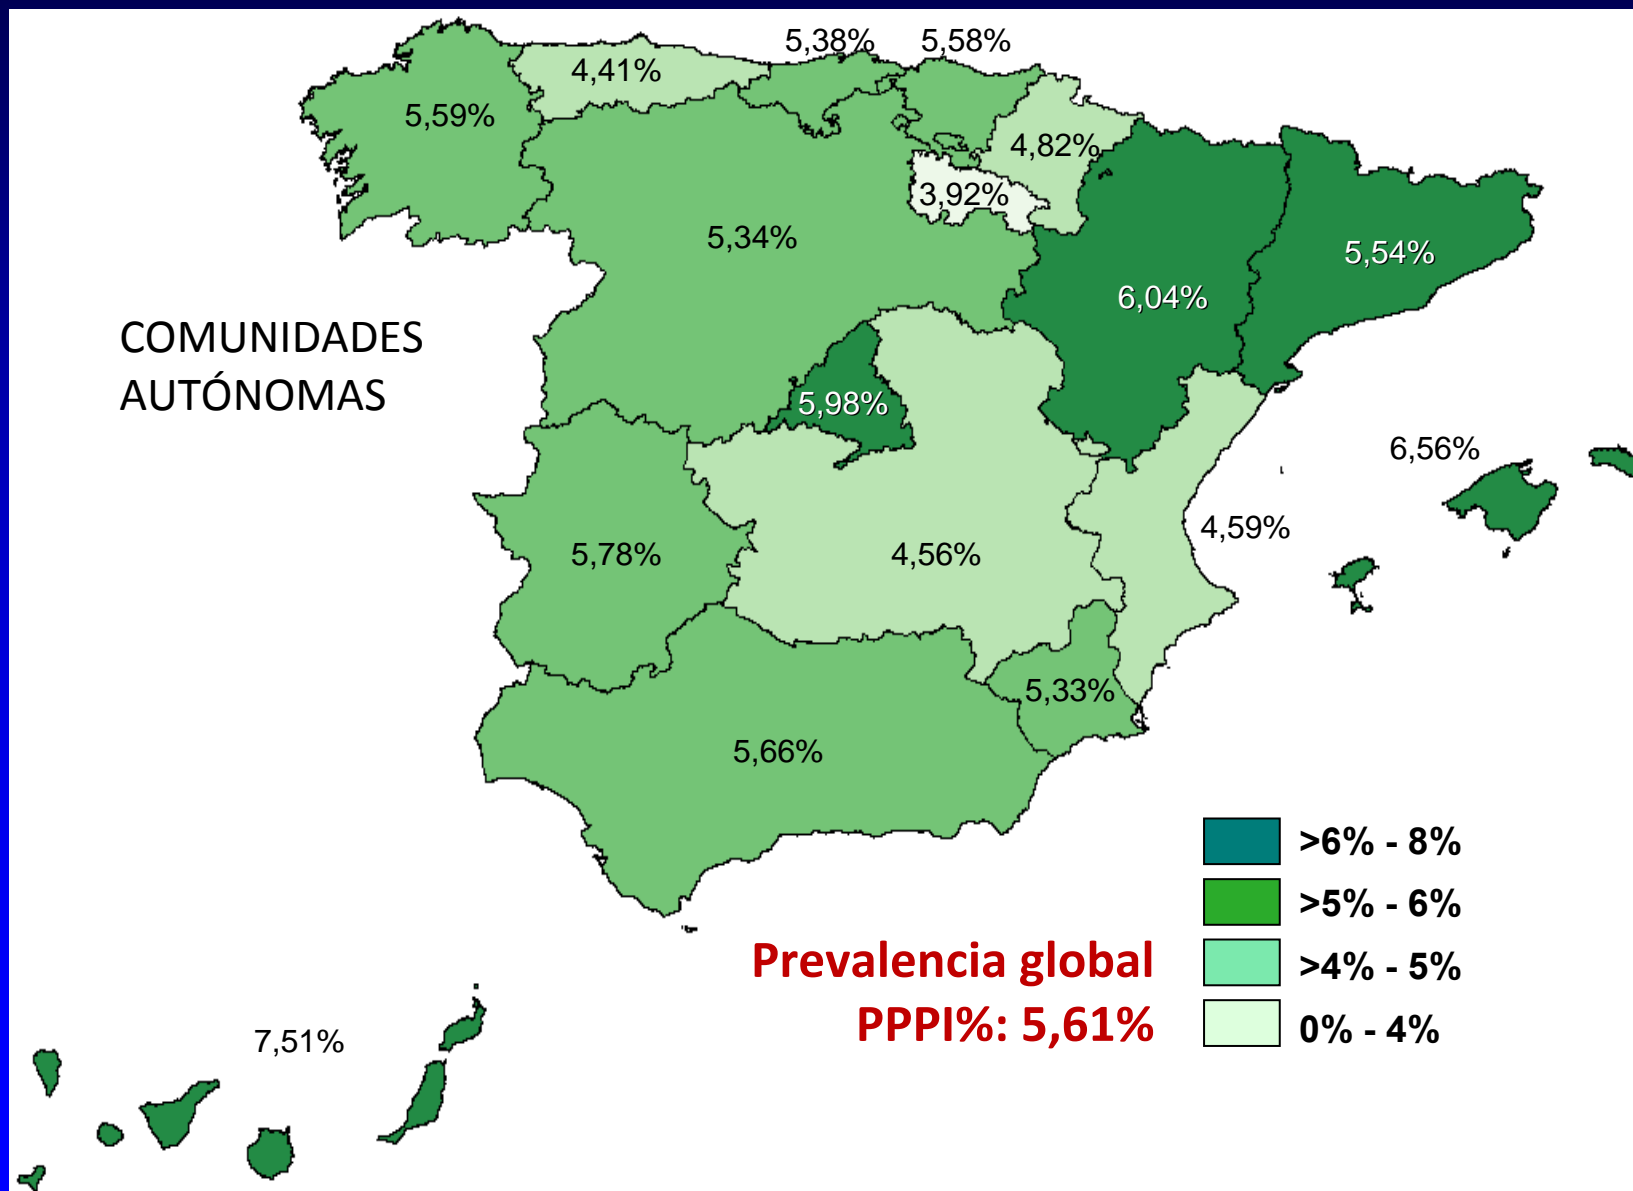 5,38%
5,58%
4,41%
5,59%
4,82%
3,92%
5,34%
5,54%
6,04%
COMUNIDADES
AUTÓNOMAS
5,98%
6,56%
4,59%
5,78%
4,56%
5,33%
5,66%
>6% - 8%
>5% - 6%
>4% - 5%
0% - 4%
Prevalencia global
PPPI%: 5,61%
7,51%